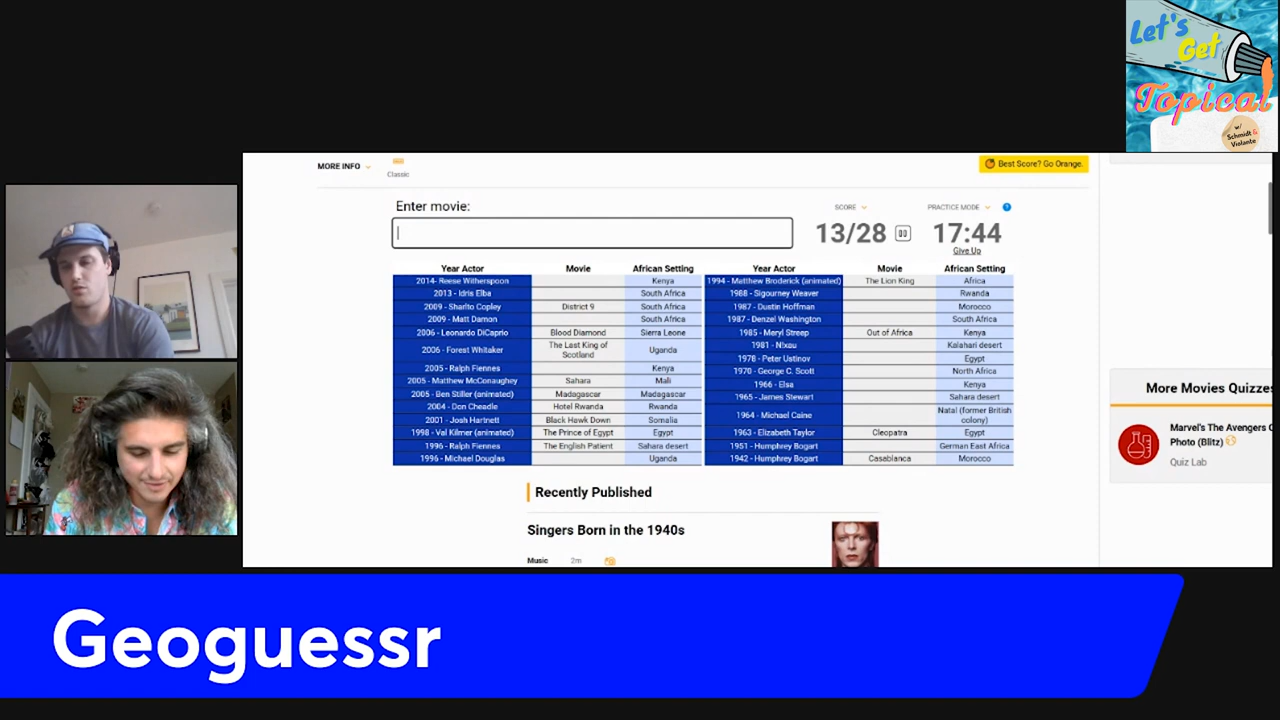 Let's
Get
Topical
w/
Schmidt &
Violante
MORE INFO
Classic
Best Score? Go Orange.
Enter movie:
SCORE
PRACTICE MODE
?
13/28
17:44
Give Up
Year Actor Movie African Setting
2014- Reese Witherspoon Kenya
2013 - Idris Elba South Africa
2009 - Sharlto Copley District 9 South Africa
2009 - Matt Damon South Africa
2006 - Leonardo DiCaprio Blood Diamond Sierra Leone
2006 - Forest Whitaker The Last King of Scotland Uganda
2005 - Ralph Fiennes Kenya
2005 - Matthew McConaughey Sahara Mali
2005 - Ben Stiller (animated) Madagascar Madagascar
2004 - Don Cheadle Hotel Rwanda Rwanda
2001 - Josh Hartnett Black Hawk Down Somalia
1998 - Val Kilmer (animated) The Prince of Egypt Egypt
1996 - Ralph Fiennes The English Patient Sahara desert
1996 - Michael Douglas Uganda
Year Actor Movie African Setting
1994 - Matthew Broderick (animated) The Lion King Africa
1988 - Sigourney Weaver Rwanda
1987 - Dustin Hoffman Morocco
1987 - Denzel Washington South Africa
1985 - Meryl Streep Out of Africa Kenya
1981 - N!xau Kalahari desert
1978 - Peter Ustinov Egypt
1970 - George C. Scott North Africa
1966 - Elsa Kenya
1965 - James Stewart Sahara desert
1964 - Michael Caine Natal (former British colony)
1963 - Elizabeth Taylor Cleopatra Egypt
1951 - Humphrey Bogart German East Africa
1942 - Humphrey Bogart Casablanca Morocco
Recently Published
Singers Born in the 1940s
Music 2m
More Movies Quizzes
Marvel's The Avengers
Photo (Blitz)
Quiz Lab
Geoguessr